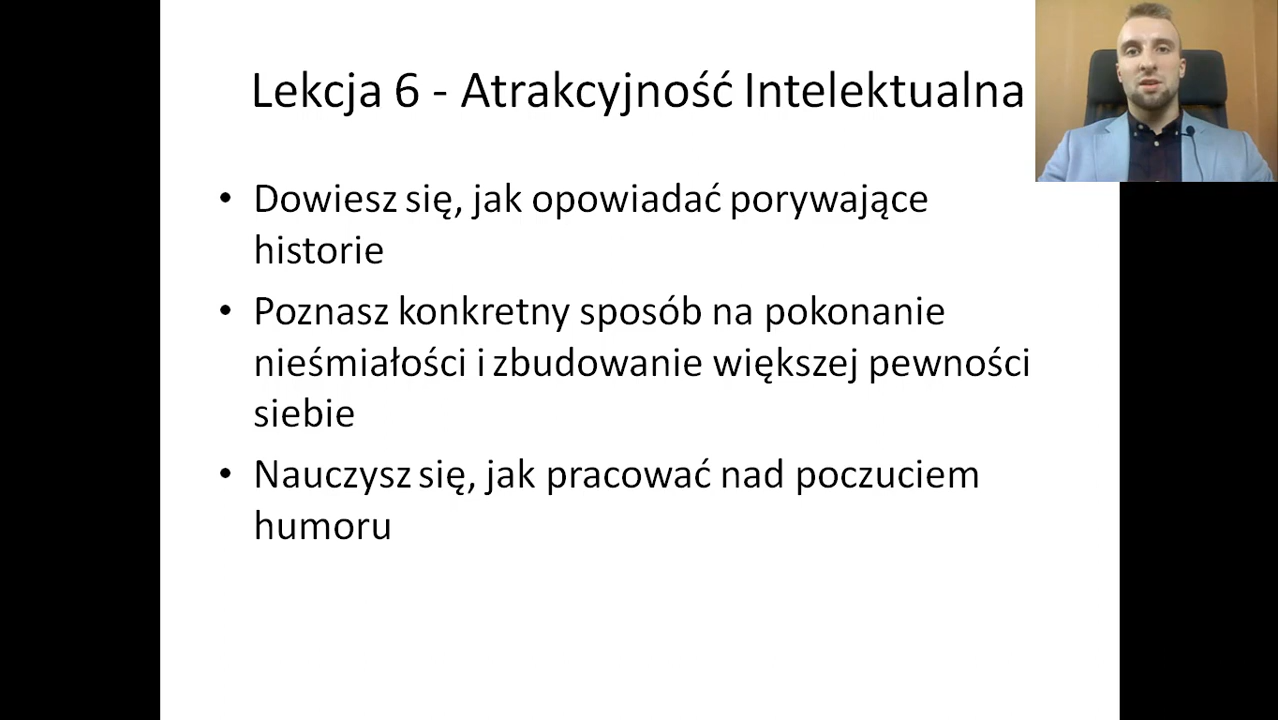 Lekcja 6 - Atrakcyjność Intelektualna
• Dowiesz się, jak opowiadać porywające
historie
• Poznasz konkretny sposób na pokonanie
nieśmiałości i zbudowanie większej pewności
siebie
• Nauczysz się, jak pracować nad poczuciem
humoru